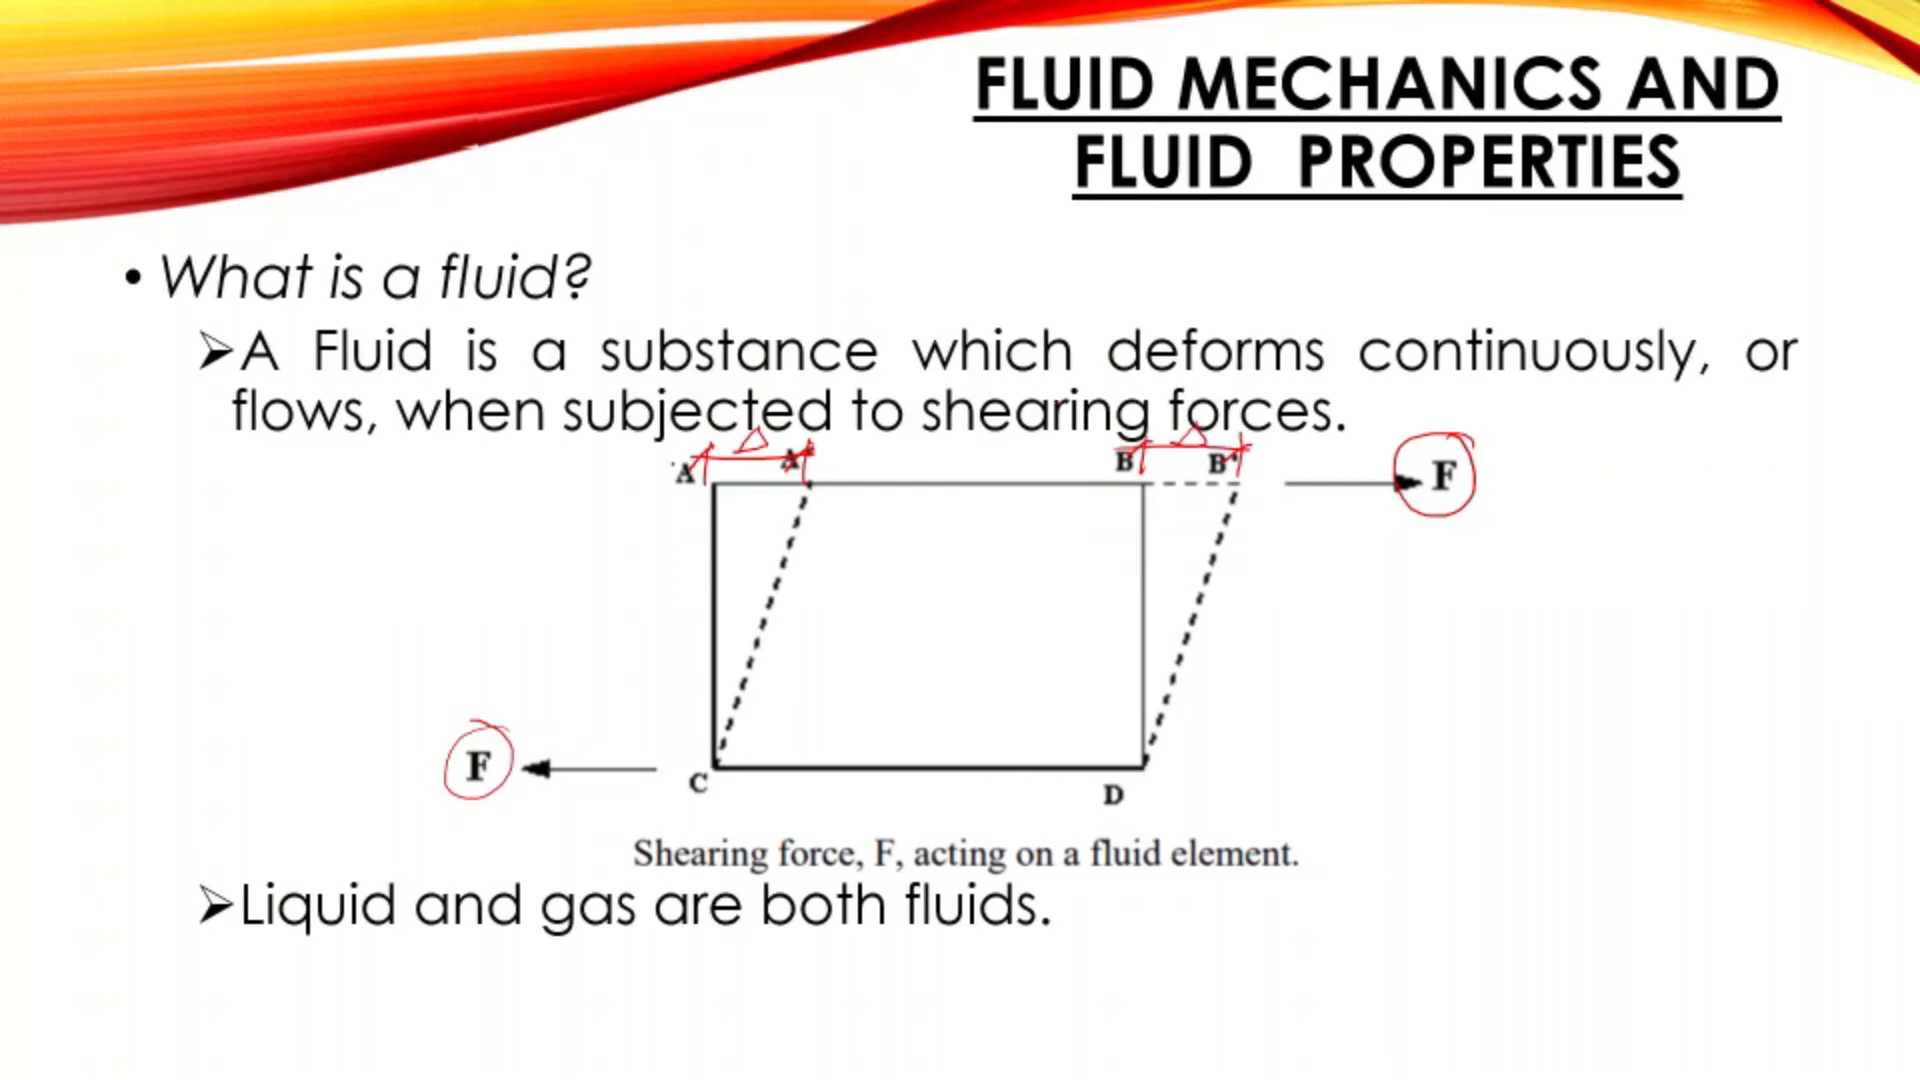 FLUID MECHANICS AND
FLUID PROPERTIES
• What is a fluid?
➢A Fluid is a substance which deforms continuously, or
flows, when subjected to shearing forces.
Δ Δ
A A' B B' F
F C D
Shearing force, F, acting on a fluid element.
➢Liquid and gas are both fluids.